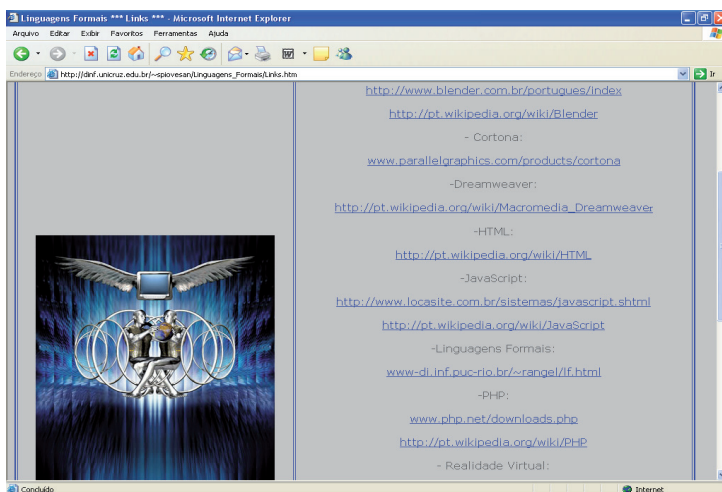 Linguagens Formais *** Links *** - Microsoft Internet Explorer
Arquivo Editar Exibir Favoritos Ferramentas Ajuda
Endereço http://dinf.unicruz.edu.br/~spiovesan/Linguagens_Formais/Links.htm Ir
http://www.blender.com.br/portugues/index
http://pt.wikipedia.org/wiki/Blender
- Cortona:
www.parallelgraphics.com/products/cortona
-Dreamweaver:
http://pt.wikipedia.org/wiki/Macromedia_Dreamweaver
-HTML:
http://pt.wikipedia.org/wiki/HTML
-JavaScript:
http://www.locasite.com.br/sistemas/javascript.shtml
http://pt.wikipedia.org/wiki/JavaScript
-Linguagens Formais:
www-di.inf.puc-rio.br/~rangel/lf.html
-PHP:
www.php.net/downloads.php
http://pt.wikipedia.org/wiki/PHP
- Realidade Virtual:
Concluído Internet